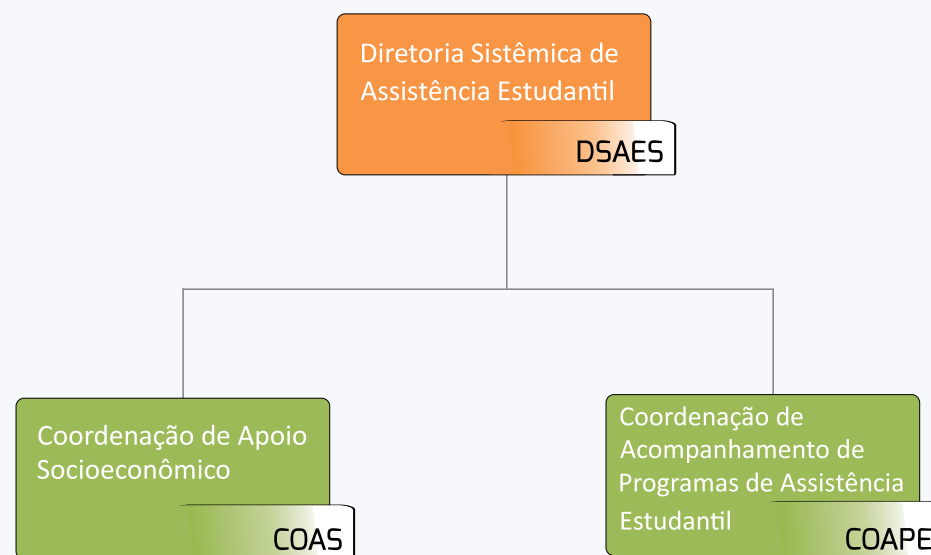 Diretoria Sistêmica de
Assistência Estudantil
DSAES
Coordenação de Apoio
Socioeconômico
COAS
Coordenação de
Acompanhamento de
Programas de Assistência
Estudantil
COAPE